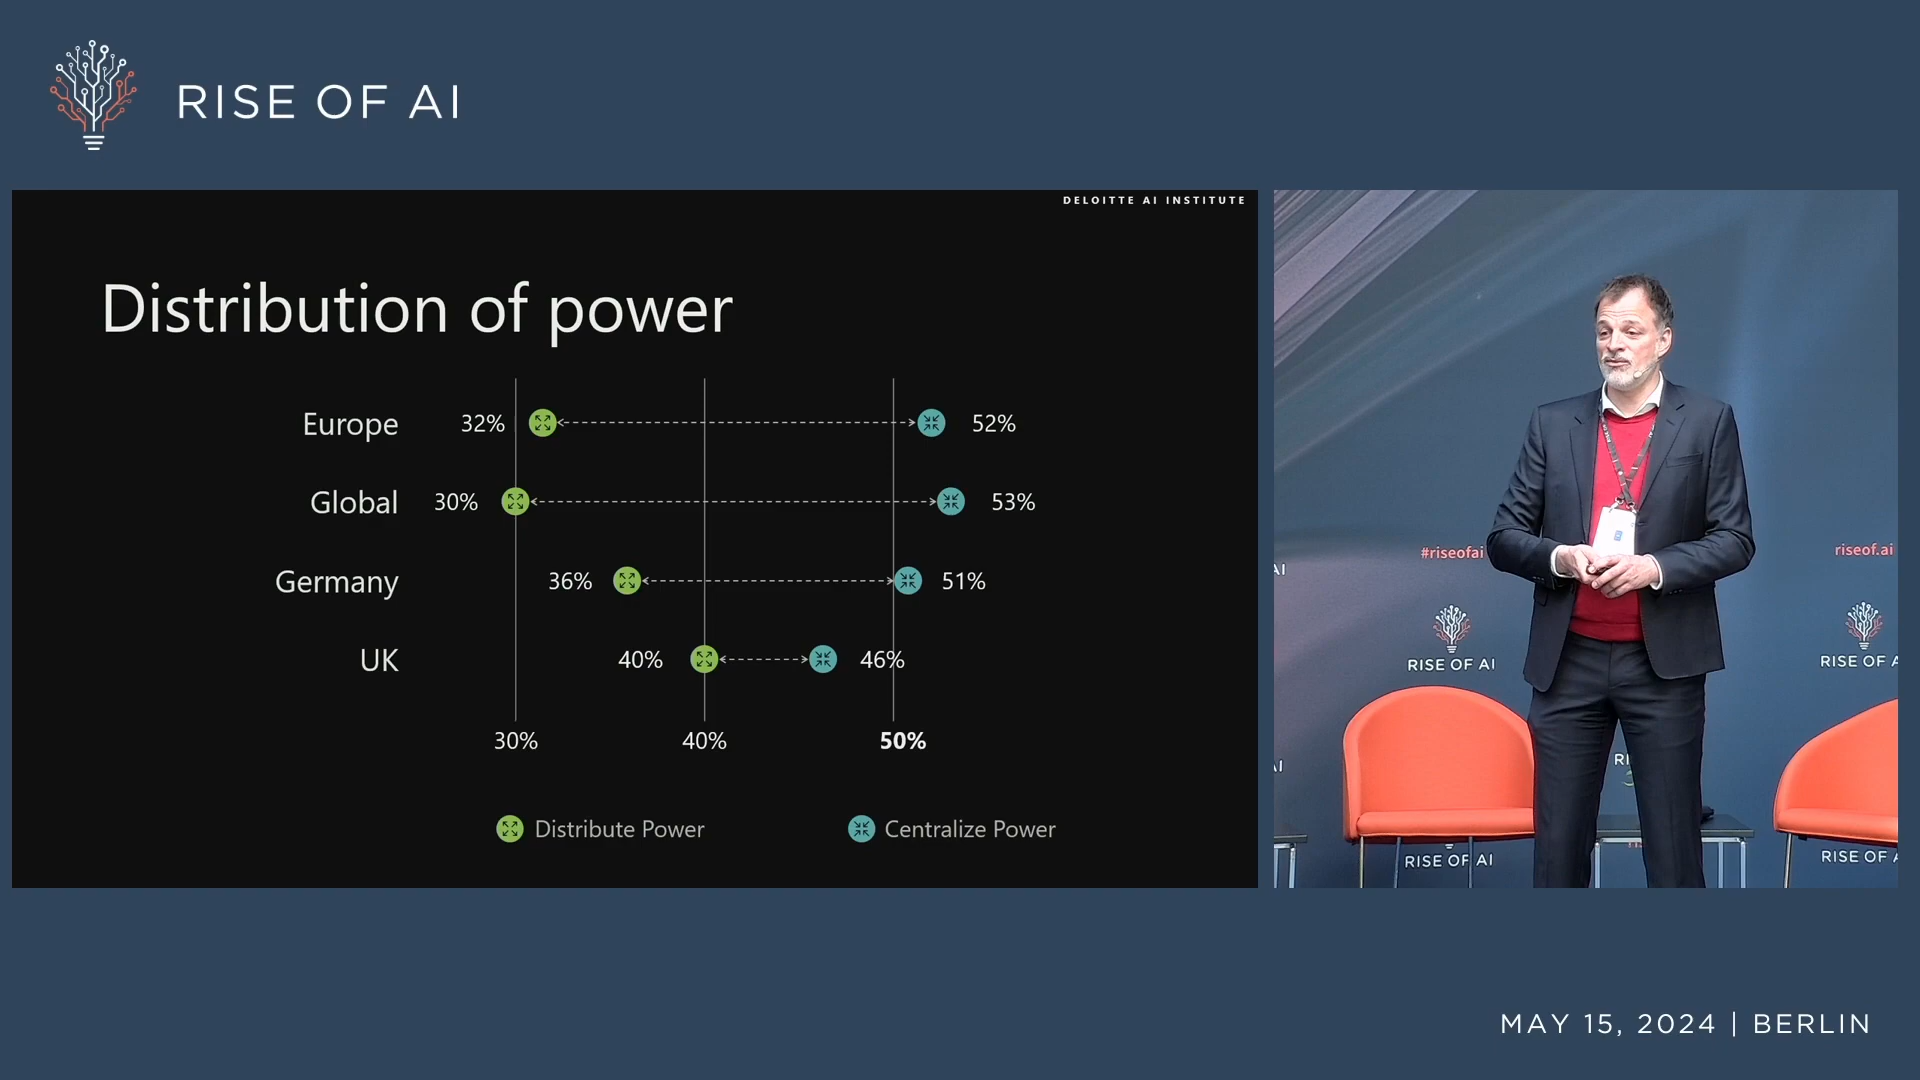 RISE OF AI
DELOITTE AI INSTITUTE
Distribution of power
Europe 32% 52%
Global 30% 53%
Germany 36% 51%
UK 40% 46%
30% 40% 50%
Distribute Power Centralize Power
#riseofai
riseof.ai
AI
RISE OF AI
RISE OF A
AI
RI
RISE OF AI
RISE OF A
MAY 15, 2024 | BERLIN